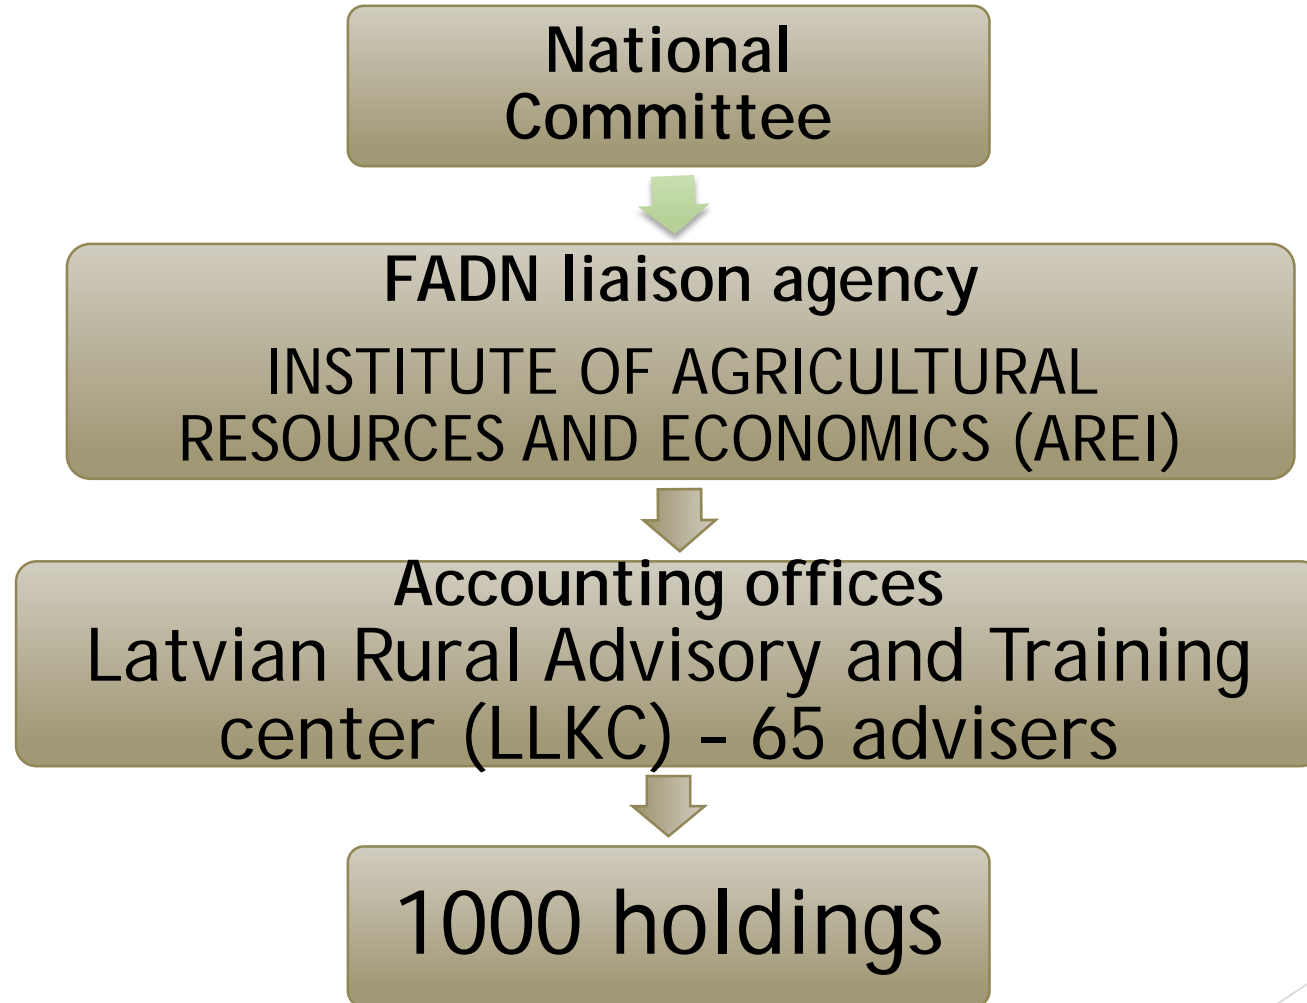 National
Committee
FADN liaison agency
INSTITUTE OF AGRICULTURAL
RESOURCES AND ECONOMICS (AREI)
Accounting offices
Latvian Rural Advisory and Training
center (LLKC) – 65 advisers
1000 holdings